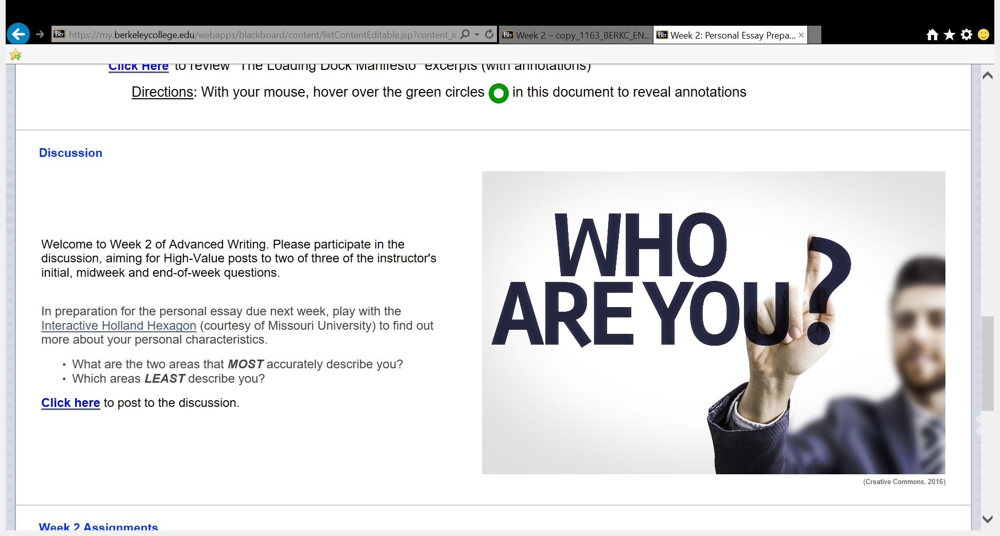 https://my.berkeleycollege.edu/webapps/blackboard/content/listContentEditable.jsp?content_ic
Bb Week 2 – copy_1163_BERKC_EN...
Bb Week 2: Personal Essay Prepa...
Click Here to review "The Loading Dock Manifesto" excerpts (with annotations)
Directions: With your mouse, hover over the green circles in this document to reveal annotations
Discussion
Welcome to Week 2 of Advanced Writing. Please participate in the
discussion, aiming for High-Value posts to two of three of the instructor's
initial, midweek and end-of-week questions.
In preparation for the personal essay due next week, play with the
Interactive Holland Hexagon (courtesy of Missouri University) to find out
more about your personal characteristics.
• What are the two areas that MOST accurately describe you?
• Which areas LEAST describe you?
Click here to post to the discussion.
WHO
ARE YOU?
(Creative Commons, 2016)
Week 2 Assignments